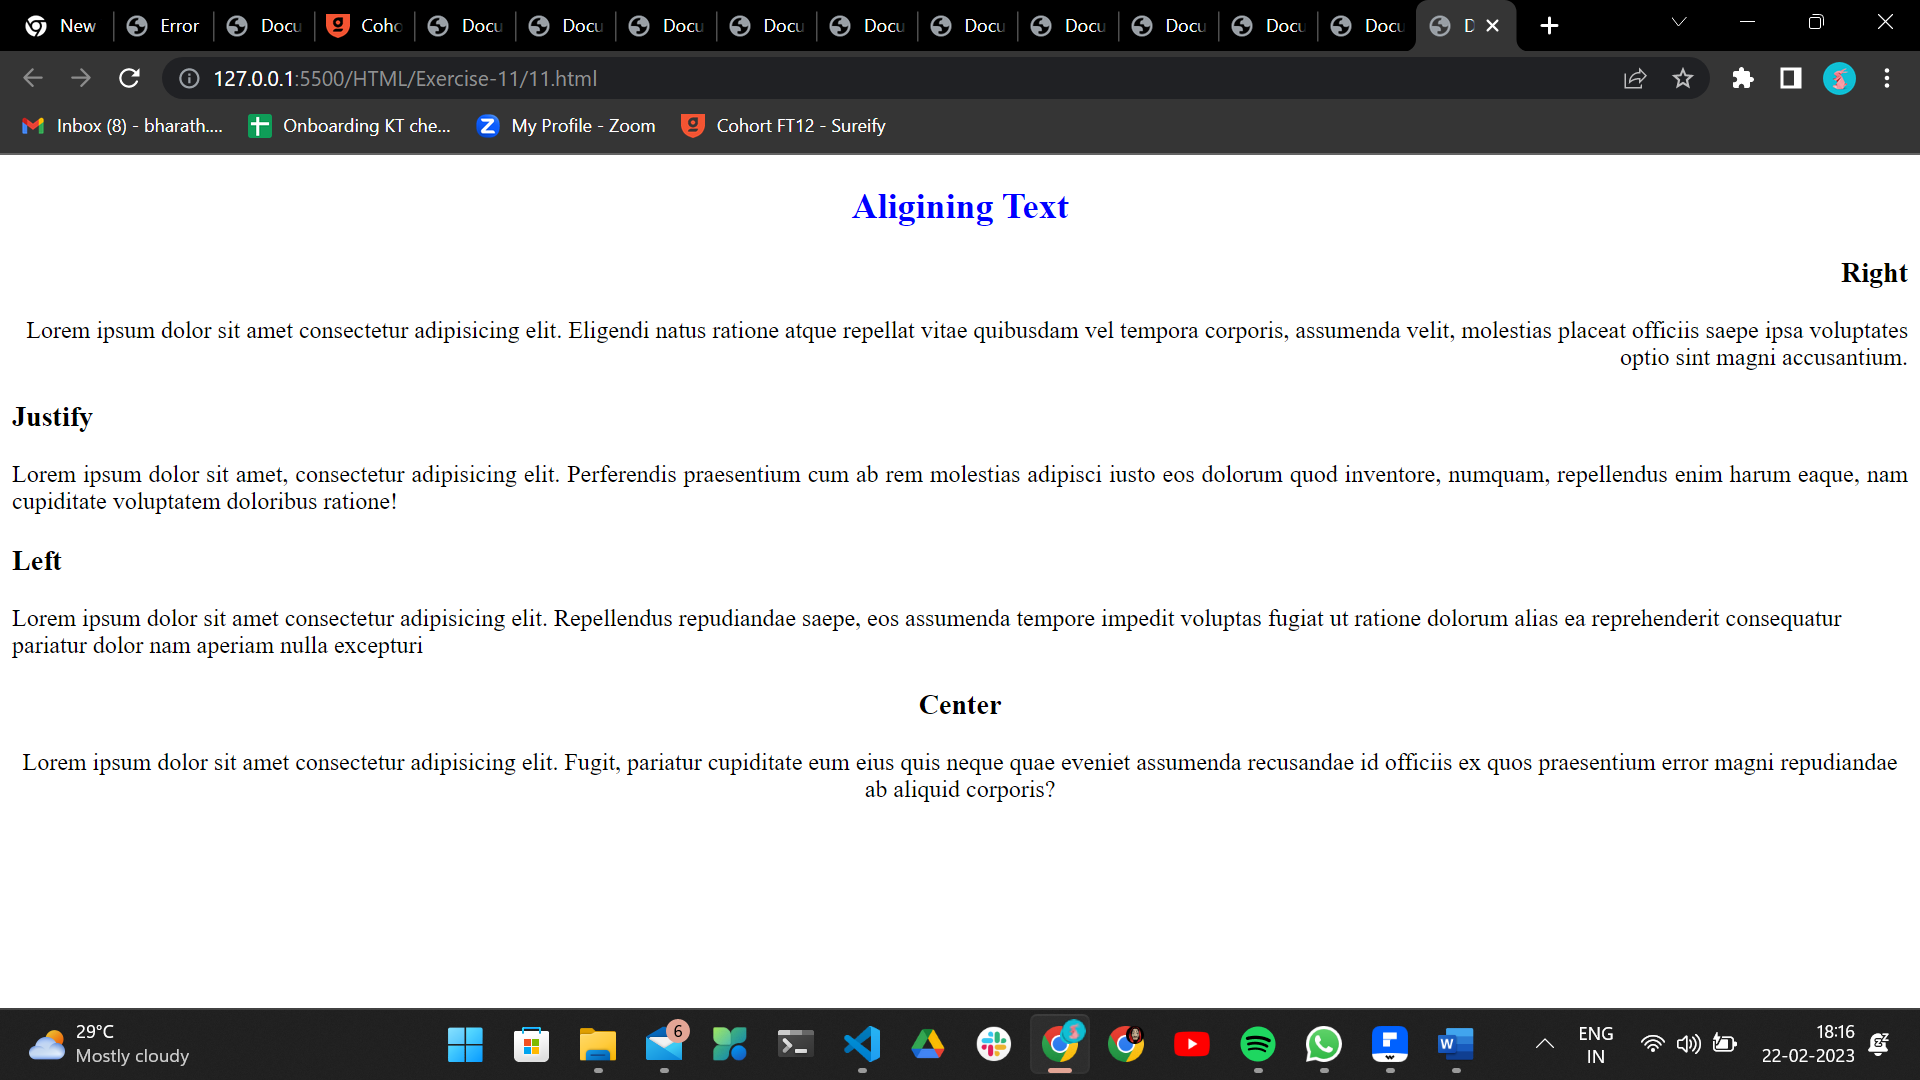 New
Error
Docu
Coho
Docu
Docu
Docu
Docu
Docu
Docu
Docu
Docu
Docu
Docu
D
127.0.0.1:5500/HTML/Exercise-11/11.html
Inbox (8) - bharath....
Onboarding KT che...
My Profile - Zoom
Cohort FT12 - Sureify
Aligining Text
Right
Lorem ipsum dolor sit amet consectetur adipisicing elit. Eligendi natus ratione atque repellat vitae quibusdam vel tempora corporis, assumenda velit, molestias placeat officiis saepe ipsa voluptates
optio sint magni accusantium.
Justify
Lorem ipsum dolor sit amet, consectetur adipisicing elit. Perferendis praesentium cum ab rem molestias adipisci iusto eos dolorum quod inventore, numquam, repellendus enim harum eaque, nam
cupiditate voluptatem doloribus ratione!
Left
Lorem ipsum dolor sit amet consectetur adipisicing elit. Repellendus repudiandae saepe, eos assumenda tempore impedit voluptas fugiat ut ratione dolorum alias ea reprehenderit consequatur
pariatur dolor nam aperiam nulla excepturi
Center
Lorem ipsum dolor sit amet consectetur adipisicing elit. Fugit, pariatur cupiditate eum eius quis neque quae eveniet assumenda recusandae id officiis ex quos praesentium error magni repudiandae
ab aliquid corporis?
29°C
Mostly cloudy
6
ENG
IN
18:16
22-02-2023